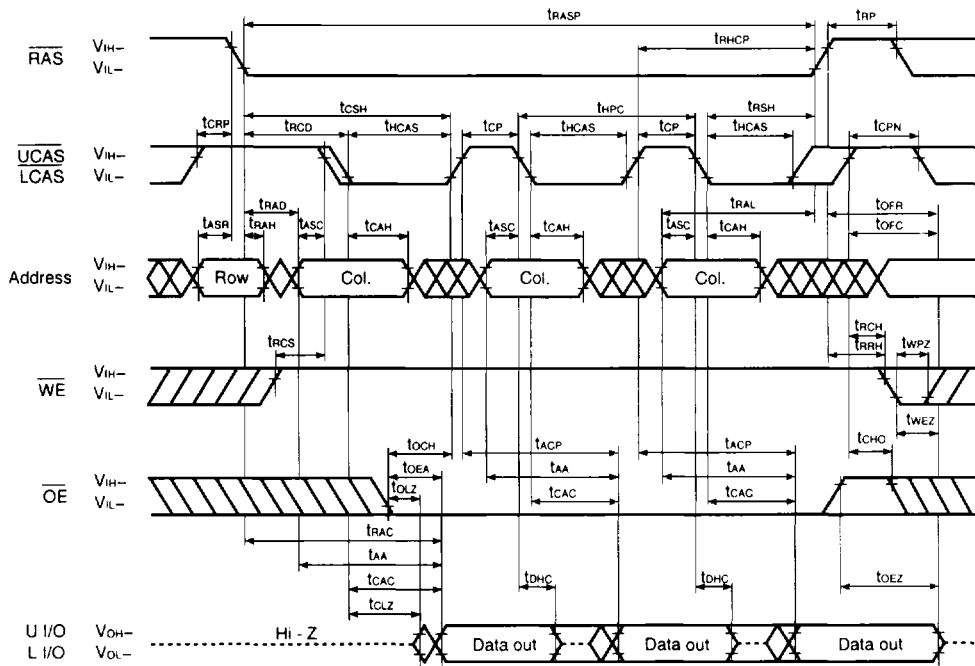 tRASP tRP
tRHCP
RAS VIH–
VIL–
tCSH tHPC tRSH
tCRP tRCD tHCAS tCP tHCAS tCP tHCAS tCPN
UCAS VIH–
LCAS VIL–
tRAD tRAL tOFR
tASR tRAH tASC tCAH tASC tCAH tASC tCAH tOFC
Address VIH–
VIL–
Row Col. Col. Col.
tRCH
tRCS tRRH tWPZ
WE VIH–
VIL–
tWEZ
tOCH tACP tACP tCHO
tOEA tAA tAA
OE VIH–
VIL–
tOLZ tCAC tCAC
tRAC
tAA
tCAC tDHC tDHC tOEZ
tCLZ
U I/O VOH–
L I/O VOL–
Hi - Z Data out Data out Data out